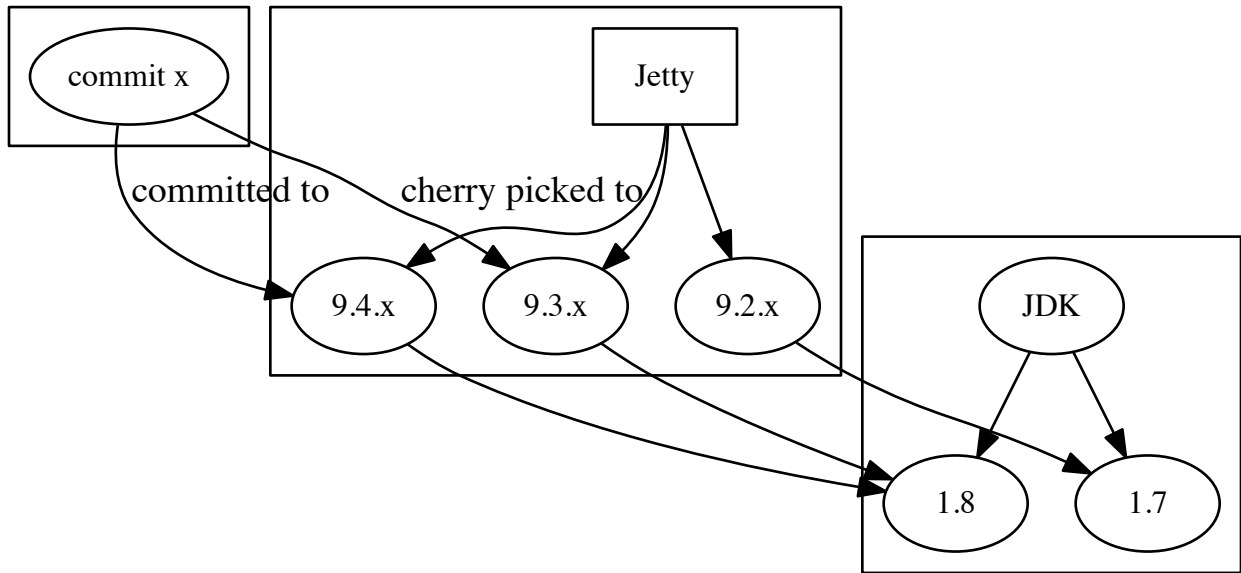 commit x
Jetty
committed to
cherry picked to
9.4.x
9.3.x
9.2.x
JDK
1.8
1.7